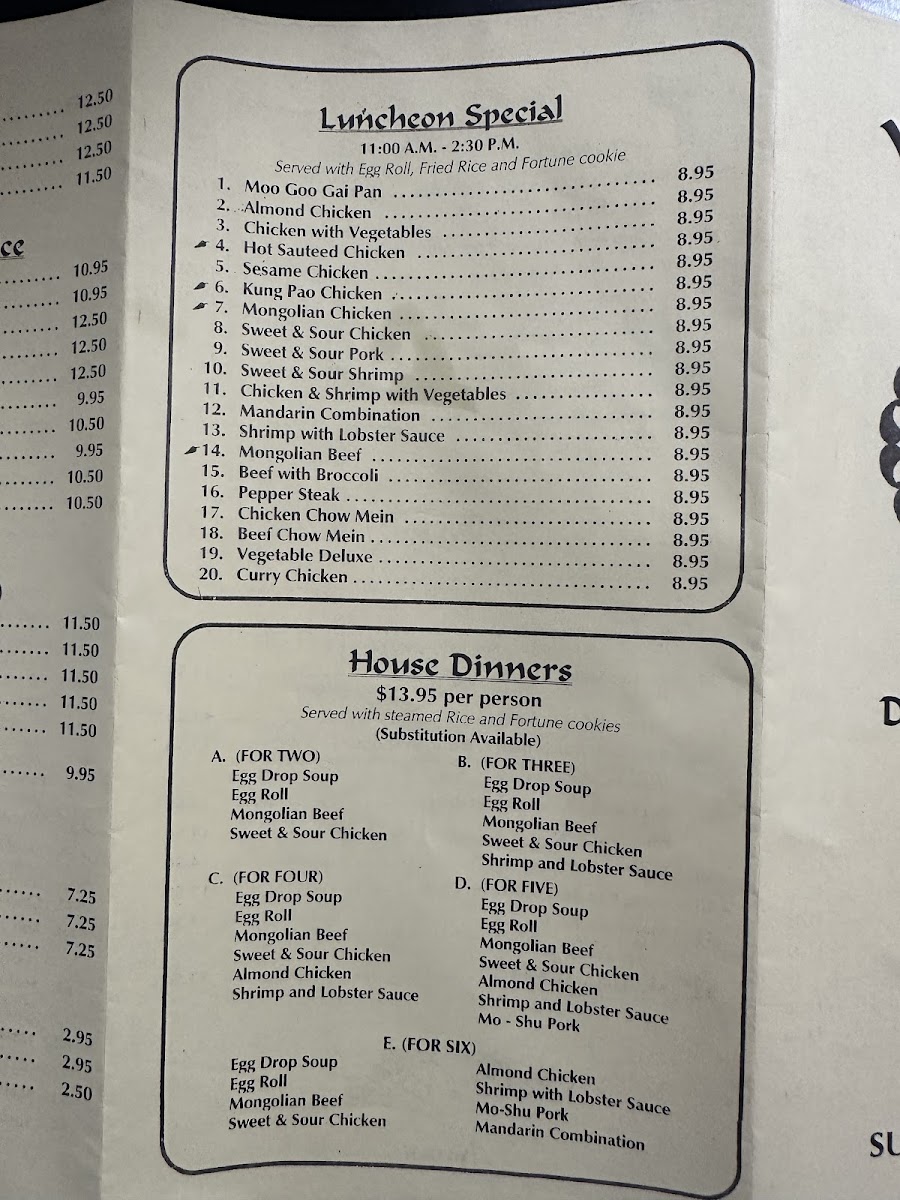 12.50
12.50
12.50
11.50
ce
10.95
10.95
12.50
12.50
12.50
9.95
10.50
9.95
10.50
10.50
11.50
11.50
11.50
11.50
11.50
9.95
7.25
7.25
7.25
2.95
2.95
2.50
Luncheon Special
11:00 A.M. - 2:30 P.M.
Served with Egg Roll, Fried Rice and Fortune cookie
1. Moo Goo Gai Pan 8.95
2. Almond Chicken 8.95
3. Chicken with Vegetables 8.95
4. Hot Sauteed Chicken 8.95
5. Sesame Chicken 8.95
6. Kung Pao Chicken 8.95
7. Mongolian Chicken 8.95
8. Sweet & Sour Chicken 8.95
9. Sweet & Sour Pork 8.95
10. Sweet & Sour Shrimp 8.95
11. Chicken & Shrimp with Vegetables 8.95
12. Mandarin Combination 8.95
13. Shrimp with Lobster Sauce 8.95
14. Mongolian Beef 8.95
15. Beef with Broccoli 8.95
16. Pepper Steak 8.95
17. Chicken Chow Mein 8.95
18. Beef Chow Mein 8.95
19. Vegetable Deluxe 8.95
20. Curry Chicken 8.95
House Dinners
$13.95 per person
Served with steamed Rice and Fortune cookies
(Substitution Available)
A. (FOR TWO)
Egg Drop Soup
Egg Roll
Mongolian Beef
Sweet & Sour Chicken
B. (FOR THREE)
Egg Drop Soup
Egg Roll
Mongolian Beef
Sweet & Sour Chicken
Shrimp and Lobster Sauce
C. (FOR FOUR)
Egg Drop Soup
Egg Roll
Mongolian Beef
Sweet & Sour Chicken
Almond Chicken
Shrimp and Lobster Sauce
D. (FOR FIVE)
Egg Drop Soup
Egg Roll
Mongolian Beef
Sweet & Sour Chicken
Almond Chicken
Shrimp and Lobster Sauce
Mo - Shu Pork
E. (FOR SIX)
Egg Drop Soup
Egg Roll
Mongolian Beef
Sweet & Sour Chicken
Almond Chicken
Shrimp with Lobster Sauce
Mo-Shu Pork
Mandarin Combination
D
SU